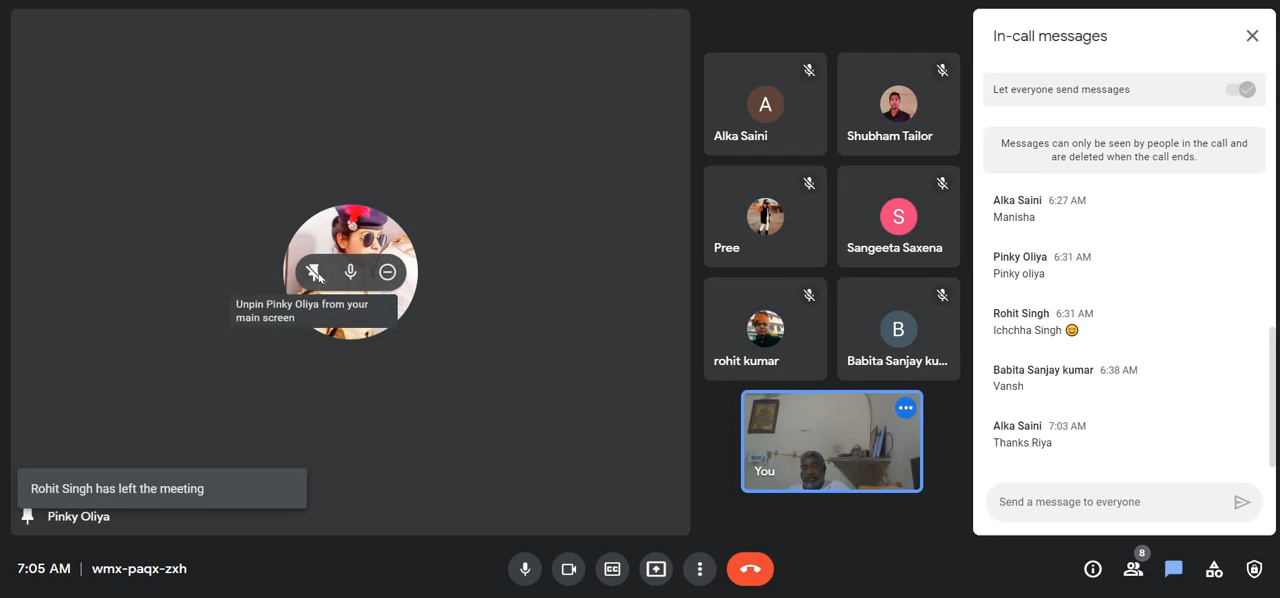 In-call messages
Let everyone send messages
Messages can only be seen by people in the call and
are deleted when the call ends.
Alka Saini 6:27 AM
Manisha
Pinky Oliya 6:31 AM
Pinky oliya
Rohit Singh 6:31 AM
Ichchha Singh 😊
Babita Sanjay kumar 6:38 AM
Vansh
Alka Saini 7:03 AM
Thanks Riya
Send a message to everyone
A
Alka Saini
Shubham Tailor
Pree
S
Sangeeta Saxena
rohit kumar
B
Babita Sanjay ku...
You
Unpin Pinky Oliya from your
main screen
Rohit Singh has left the meeting
Pinky Oliya
7:05 AM | wmx-paqx-zxh
CC
8